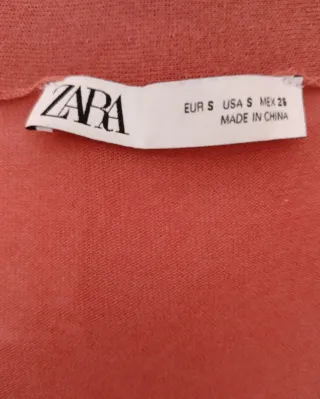 ZARA
EUR S USA S MEX 26
MADE IN CHINA